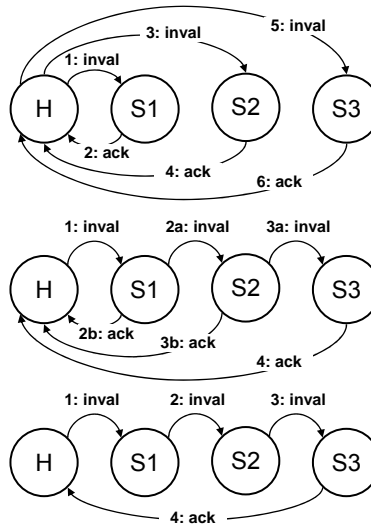 5: inval
3: inval
1: inval
H S1 S2 S3
2: ack
4: ack
6: ack
1: inval 2a: inval 3a: inval
H S1 S2 S3
2b: ack
3b: ack
4: ack
1: inval 2: inval 3: inval
H S1 S2 S3
4: ack